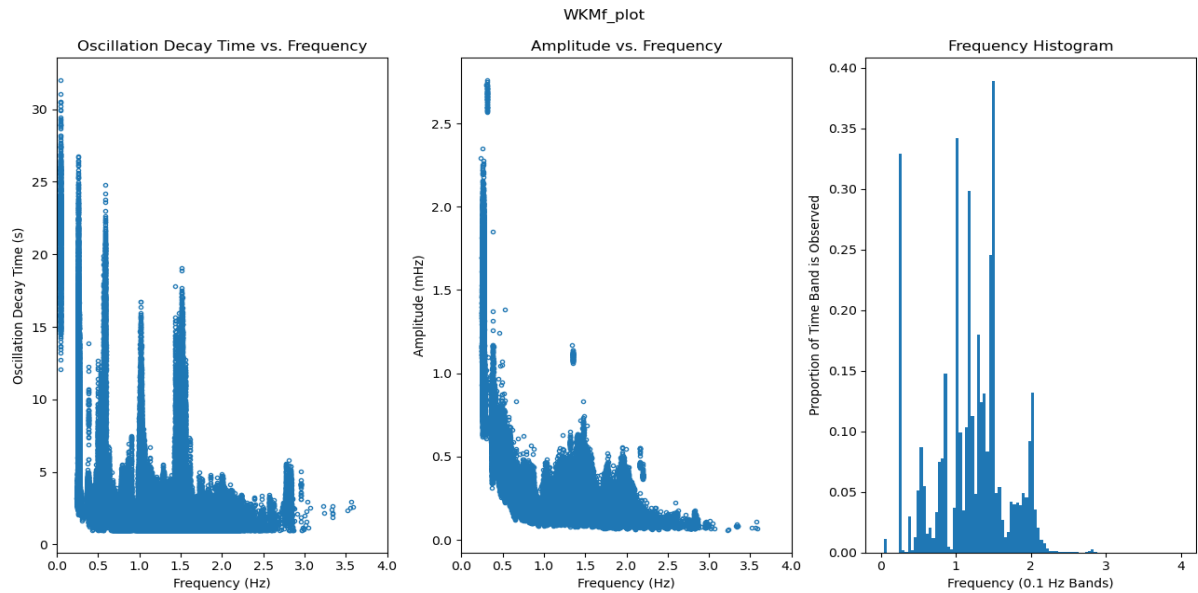 WKMf_plot
Oscillation Decay Time vs. Frequency
Oscillation Decay Time (s)
30
25
20
15
10
5
0
0.0 0.5 1.0 1.5 2.0 2.5 3.0 3.5 4.0
Frequency (Hz)
Amplitude vs. Frequency
Amplitude (mHz)
2.5
2.0
1.5
1.0
0.5
0.0
0.0 0.5 1.0 1.5 2.0 2.5 3.0 3.5 4.0
Frequency (Hz)
Frequency Histogram
Proportion of Time Band is Observed
0.40
0.35
0.30
0.25
0.20
0.15
0.10
0.05
0.00
0 1 2 3 4
Frequency (0.1 Hz Bands)